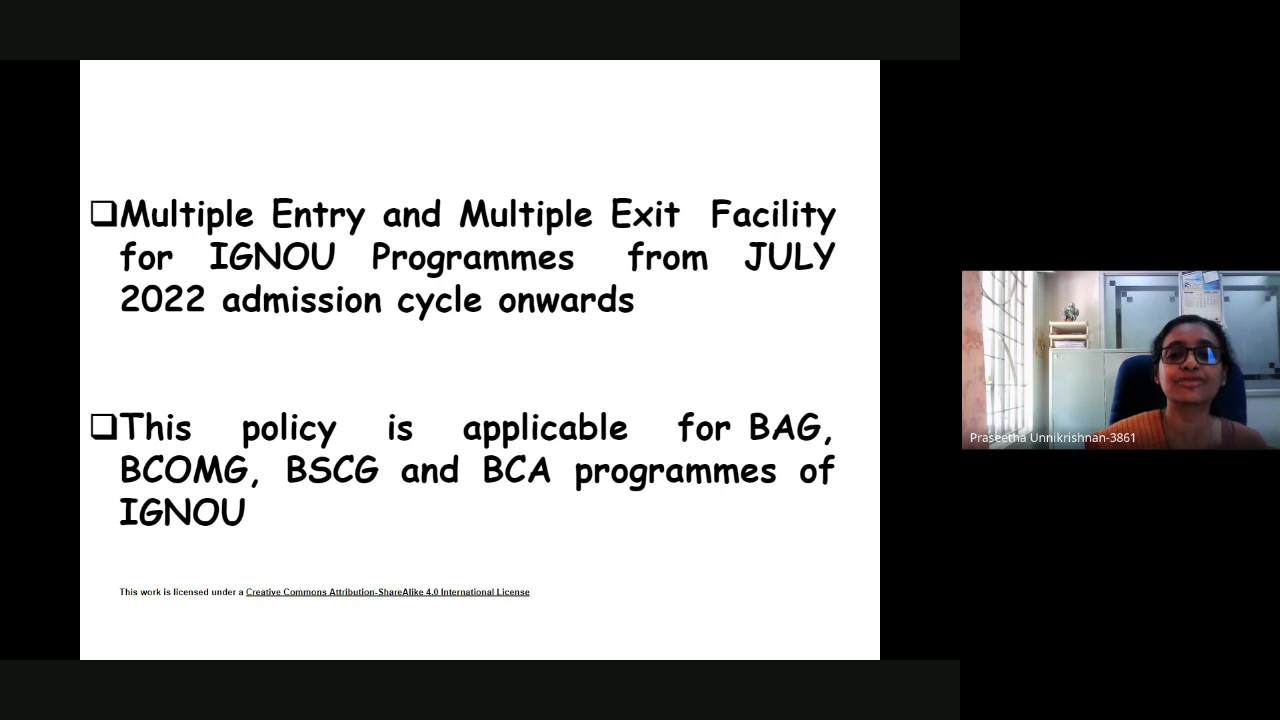 ❑Multiple Entry and Multiple Exit Facility
for IGNOU Programmes from JULY
2022 admission cycle onwards
❑This policy is applicable for BAG,
BCOMG, BSCG and BCA programmes of
IGNOU
This work is licensed under a Creative Commons Attribution-ShareAlike 4.0 International License
Praseetha Unnikrishnan-3861